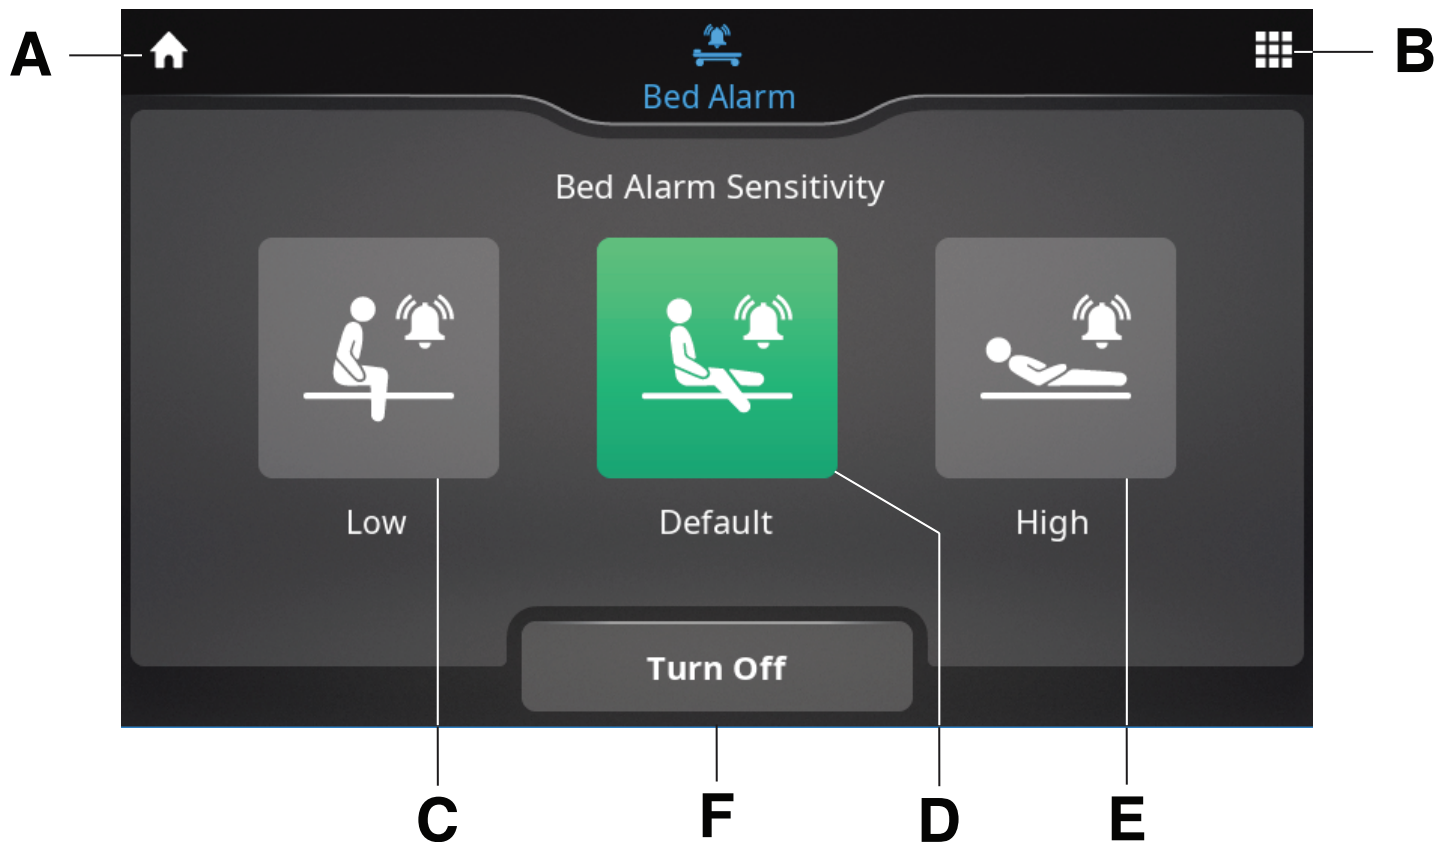 A
B
Bed Alarm
Bed Alarm Sensitivity
Low
Default
High
Turn Off
C
F
D
E